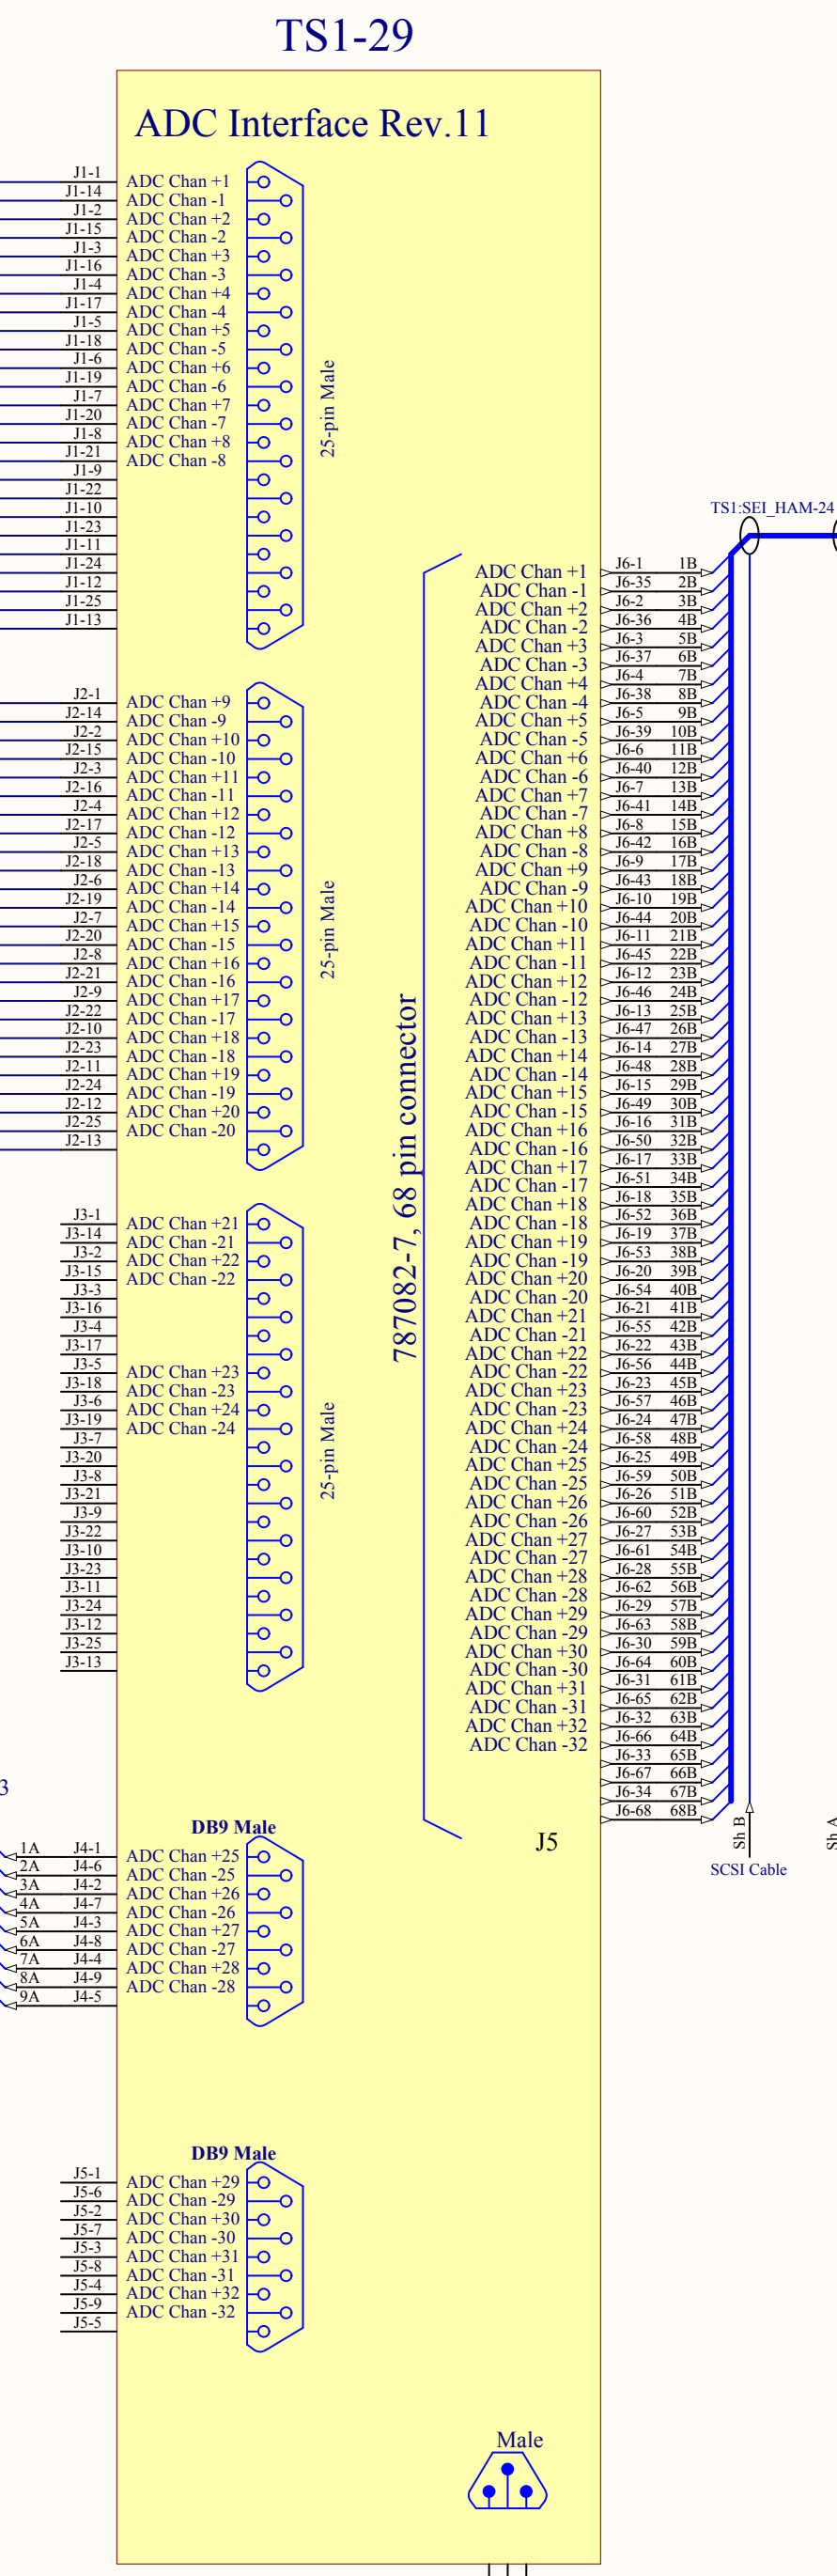 TS1-29
ADC Interface Rev.11
J1-1 ADC Chan +1
J1-14 ADC Chan -1
J1-2 ADC Chan +2
J1-15 ADC Chan -2
J1-3 ADC Chan +3
J1-16 ADC Chan -3
J1-4 ADC Chan +4
J1-17 ADC Chan -4
J1-5 ADC Chan +5
J1-18 ADC Chan -5
J1-6 ADC Chan +6
J1-19 ADC Chan -6
J1-7 ADC Chan +7
J1-20 ADC Chan -7
J1-8 ADC Chan +8
J1-21 ADC Chan -8
J1-9
J1-22
J1-10
J1-23
J1-11
J1-24
J1-12
J1-25
J1-13
25-pin Male
J2-1 ADC Chan +9
J2-14 ADC Chan -9
J2-2 ADC Chan +10
J2-15 ADC Chan -10
J2-3 ADC Chan +11
J2-16 ADC Chan -11
J2-4 ADC Chan +12
J2-17 ADC Chan -12
J2-5 ADC Chan +13
J2-18 ADC Chan -13
J2-6 ADC Chan +14
J2-19 ADC Chan -14
J2-7 ADC Chan +15
J2-20 ADC Chan -15
J2-8 ADC Chan +16
J2-21 ADC Chan -16
J2-9 ADC Chan +17
J2-22 ADC Chan -17
J2-10 ADC Chan +18
J2-23 ADC Chan -18
J2-11 ADC Chan +19
J2-24 ADC Chan -19
J2-12 ADC Chan +20
J2-25 ADC Chan -20
J2-13
25-pin Male
J3-1 ADC Chan +21
J3-14 ADC Chan -21
J3-2 ADC Chan +22
J3-15 ADC Chan -22
J3-3
J3-16
J3-4
J3-17
J3-5 ADC Chan +23
J3-18 ADC Chan -23
J3-6 ADC Chan +24
J3-19 ADC Chan -24
J3-7
J3-20
J3-8
J3-21
J3-9
J3-22
J3-10
J3-23
J3-11
J3-24
J3-12
J3-25
J3-13
25-pin Male
3
DB9 Male
1A J4-1 ADC Chan +25
2A J4-6 ADC Chan -25
3A J4-2 ADC Chan +26
4A J4-7 ADC Chan -26
5A J4-3 ADC Chan +27
6A J4-8 ADC Chan -27
7A J4-4 ADC Chan +28
8A J4-9 ADC Chan -28
9A J4-5
DB9 Male
J5-1 ADC Chan +29
J5-6 ADC Chan -29
J5-2 ADC Chan +30
J5-7 ADC Chan -30
J5-3 ADC Chan +31
J5-8 ADC Chan -31
J5-4 ADC Chan +32
J5-9 ADC Chan -32
J5-5
787082-7, 68 pin connector
TS1:SEI_HAM-24
ADC Chan +1 J6-1 1B
ADC Chan -1 J6-35 2B
ADC Chan +2 J6-2 3B
ADC Chan -2 J6-36 4B
ADC Chan +3 J6-3 5B
ADC Chan -3 J6-37 6B
ADC Chan +4 J6-4 7B
ADC Chan -4 J6-38 8B
ADC Chan +5 J6-5 9B
ADC Chan -5 J6-39 10B
ADC Chan +6 J6-6 11B
ADC Chan -6 J6-40 12B
ADC Chan +7 J6-7 13B
ADC Chan -7 J6-41 14B
ADC Chan +8 J6-8 15B
ADC Chan -8 J6-42 16B
ADC Chan +9 J6-9 17B
ADC Chan -9 J6-43 18B
ADC Chan +10 J6-10 19B
ADC Chan -10 J6-44 20B
ADC Chan +11 J6-11 21B
ADC Chan -11 J6-45 22B
ADC Chan +12 J6-12 23B
ADC Chan -12 J6-46 24B
ADC Chan +13 J6-13 25B
ADC Chan -13 J6-47 26B
ADC Chan +14 J6-14 27B
ADC Chan -14 J6-48 28B
ADC Chan +15 J6-15 29B
ADC Chan -15 J6-49 30B
ADC Chan +16 J6-16 31B
ADC Chan -16 J6-50 32B
ADC Chan +17 J6-17 33B
ADC Chan -17 J6-51 34B
ADC Chan +18 J6-18 35B
ADC Chan -18 J6-52 36B
ADC Chan +19 J6-19 37B
ADC Chan -19 J6-53 38B
ADC Chan +20 J6-20 39B
ADC Chan -20 J6-54 40B
ADC Chan +21 J6-21 41B
ADC Chan -21 J6-55 42B
ADC Chan +22 J6-22 43B
ADC Chan -22 J6-56 44B
ADC Chan +23 J6-23 45B
ADC Chan -23 J6-57 46B
ADC Chan +24 J6-24 47B
ADC Chan -24 J6-58 48B
ADC Chan +25 J6-25 49B
ADC Chan -25 J6-59 50B
ADC Chan +26 J6-26 51B
ADC Chan -26 J6-60 52B
ADC Chan +27 J6-27 53B
ADC Chan -27 J6-61 54B
ADC Chan +28 J6-28 55B
ADC Chan -28 J6-62 56B
ADC Chan +29 J6-29 57B
ADC Chan -29 J6-63 58B
ADC Chan +30 J6-30 59B
ADC Chan -30 J6-64 60B
ADC Chan +31 J6-31 61B
ADC Chan -31 J6-65 62B
ADC Chan +32 J6-32 63B
ADC Chan -32 J6-66 64B
J6-33 65B
J6-67 66B
J6-34 67B
J6-68 68B
J5
Sh B
Sh A
SCSI Cable
Male